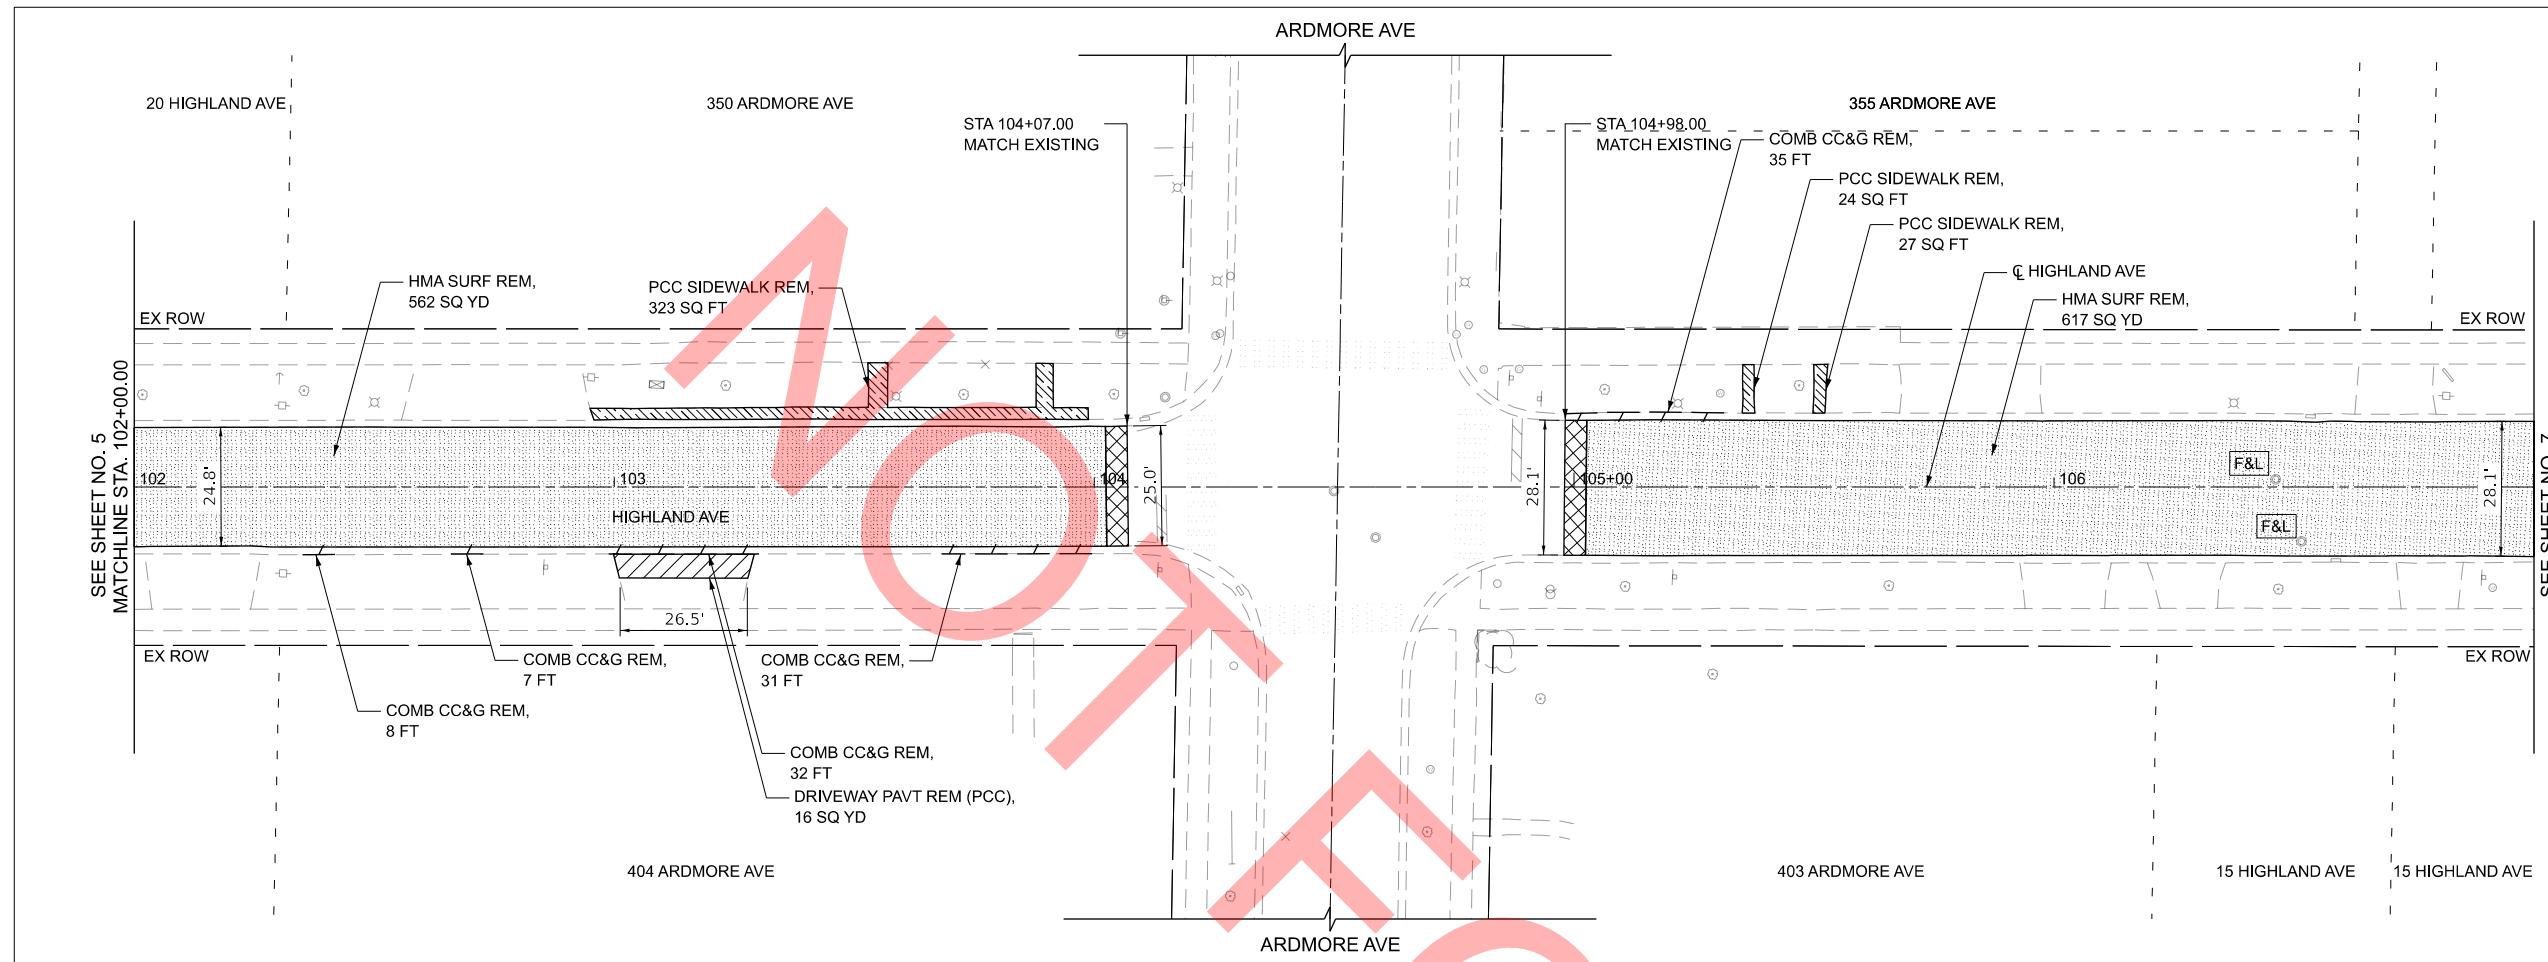 ARDMORE AVE
20 HIGHLAND AVE
350 ARDMORE AVE
355 ARDMORE AVE
STA 104+07.00
MATCH EXISTING
STA 104+98.00
MATCH EXISTING
COMB CC&G REM,
35 FT
PCC SIDEWALK REM,
24 SQ FT
PCC SIDEWALK REM,
27 SQ FT
℄ HIGHLAND AVE
HMA SURF REM,
562 SQ YD
PCC SIDEWALK REM,
323 SQ FT
HMA SURF REM,
617 SQ YD
EX ROW
EX ROW
SEE SHEET NO. 5
MATCHLINE STA. 102+00.00
102
24.8'
103
104
25.0'
28.1'
105+00
106
F&L
F&L
28.1'
HIGHLAND AVE
26.5'
EX ROW
EX ROW
COMB CC&G REM,
7 FT
COMB CC&G REM,
31 FT
COMB CC&G REM,
8 FT
COMB CC&G REM,
32 FT
DRIVEWAY PAVT REM (PCC),
16 SQ YD
404 ARDMORE AVE
403 ARDMORE AVE
15 HIGHLAND AVE
15 HIGHLAND AVE
ARDMORE AVE
SEE SHEET NO. 7
NOT